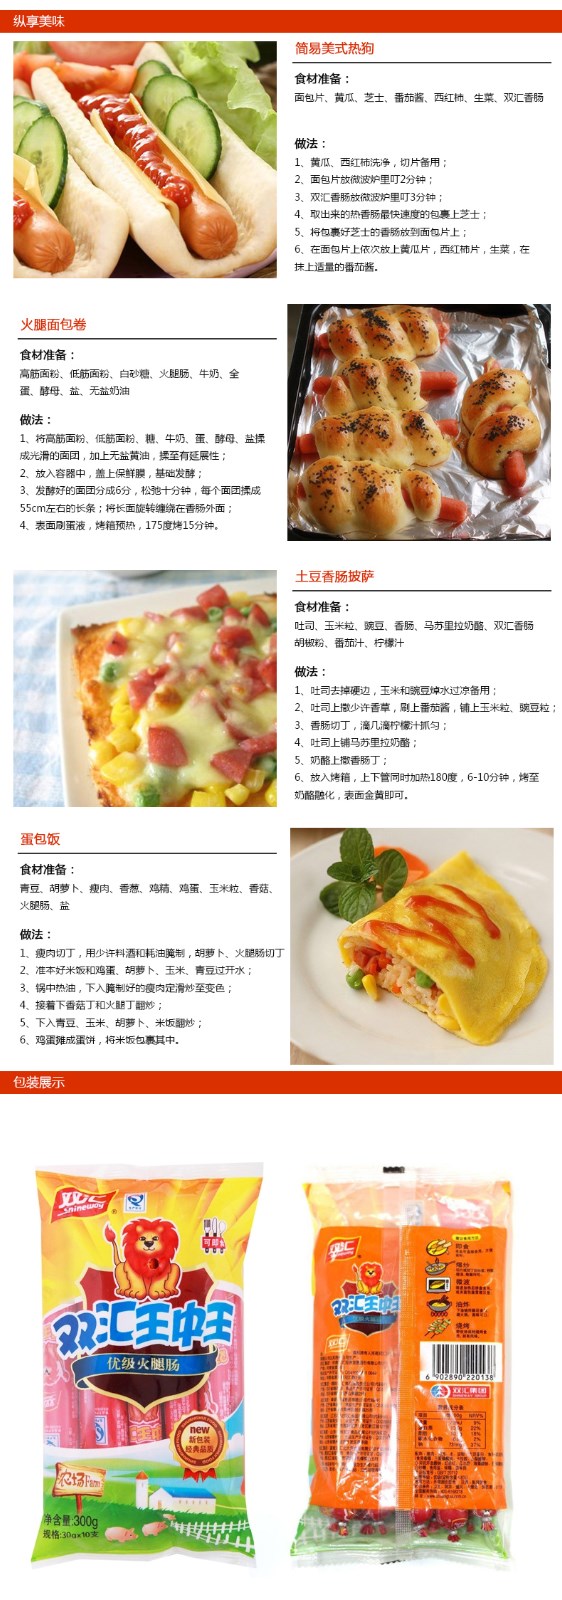 纵享美味
简易美式热狗
食材准备：
面包片、黄瓜、芝士、番茄酱、西红柿、生菜、双汇香肠
做法：
1、黄瓜、西红柿洗净，切片备用；
2、面包片放微波炉里叮2分钟；
3、双汇香肠放微波炉里叮3分钟；
4、取出来的热香肠最快速度的包裹上芝士；
5、将包裹好芝士的香肠放到面包片上；
6、在面包片上依次放上黄瓜片，西红柿片，生菜，在
抹上适量的番茄酱。
火腿面包卷
食材准备：
高筋面粉、低筋面粉、白砂糖、火腿肠、牛奶、全
蛋、酵母、盐、无盐奶油
做法：
1、将高筋面粉、低筋面粉、糖、牛奶、蛋、酵母、盐揉
成光滑的面团，加上无盐黄油，揉至有延展性；
2、放入容器中，盖上保鲜膜，基础发酵；
3、发酵好的面团分成6分，松弛十分钟，每个面团揉成
55cm左右的长条；将长面旋转缠绕在香肠外面；
4、表面刷蛋液，烤箱预热，175度烤15分钟。
土豆香肠披萨
食材准备：
吐司、玉米粒、豌豆、香肠、马苏里拉奶酪、双汇香肠
胡椒粉、番茄汁、柠檬汁
做法：
1、吐司去掉硬边，玉米和豌豆焯水过凉备用；
2、吐司上撒少许香草，刷上番茄酱，铺上玉米粒、豌豆粒；
3、香肠切丁，滴几滴柠檬汁抓匀；
4、吐司上铺马苏里拉奶酪；
5、奶酪上撒香肠丁；
6、放入烤箱，上下管同时加热180度，6-10分钟，烤至
奶酪融化，表面金黄即可。
蛋包饭
食材准备：
青豆、胡萝卜、瘦肉、香葱、鸡精、鸡蛋、玉米粒、香菇、
火腿肠、盐
做法：
1、瘦肉切丁，用少许料酒和耗油腌制，胡萝卜、火腿肠切丁
2、准本好米饭和鸡蛋、胡萝卜、玉米、青豆过开水；
3、锅中热油，下入腌制好的瘦肉定滑炒至变色；
4、接着下香菇丁和火腿丁翻炒；
5、下入青豆、玉米、胡萝卜、米饭翻炒；
6、鸡蛋摊成蛋饼，将米饭包裹其中。
包装展示
双汇
Shineway
可即食
双汇王中王
优级火腿肠
new
新包装
经典品质
农场Farm
净含量:300g
规格:30gx10支
双汇
双汇王中王
即食
油炸
烧烤
6 902890 220138
双汇集团